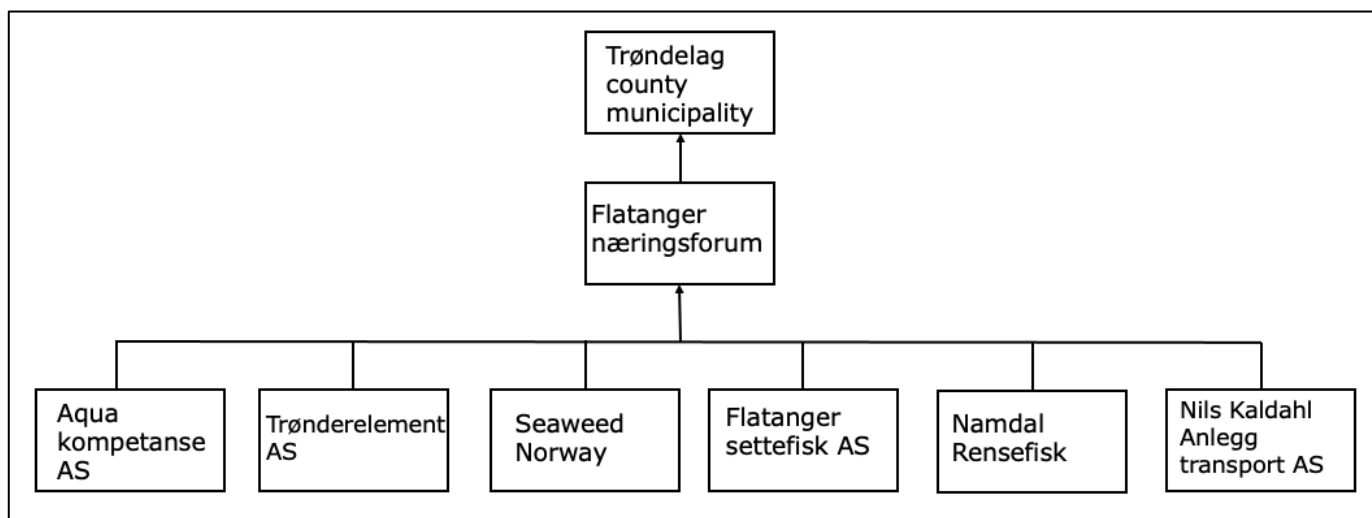 Trøndelag
county
municipality
Flatanger
næringsforum
Aqua
kompetanse
AS
Trønderelement
AS
Seaweed
Norway
Flatanger
settefisk AS
Namdal
Rensefisk
Nils Kaldahl
Anlegg
transport AS